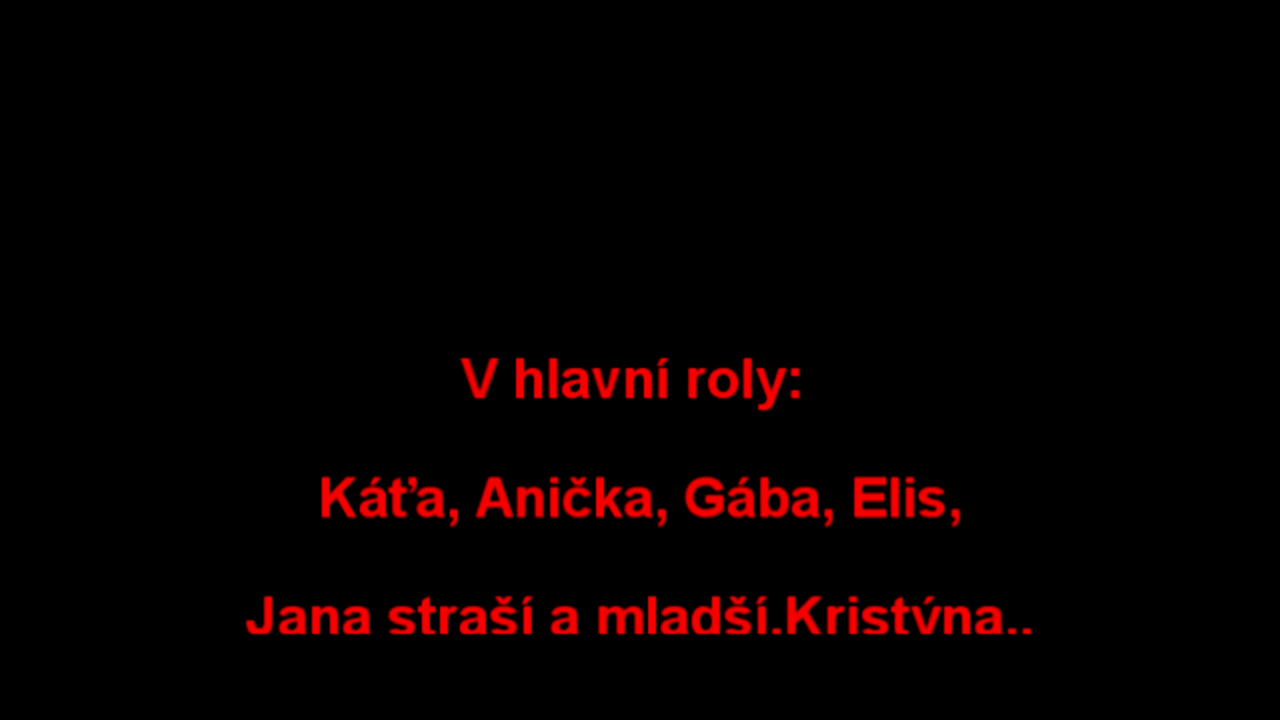 V hlavní roly:
Káťa, Anička, Gába, Elis,
Jana straší a mladší.Kristýna..